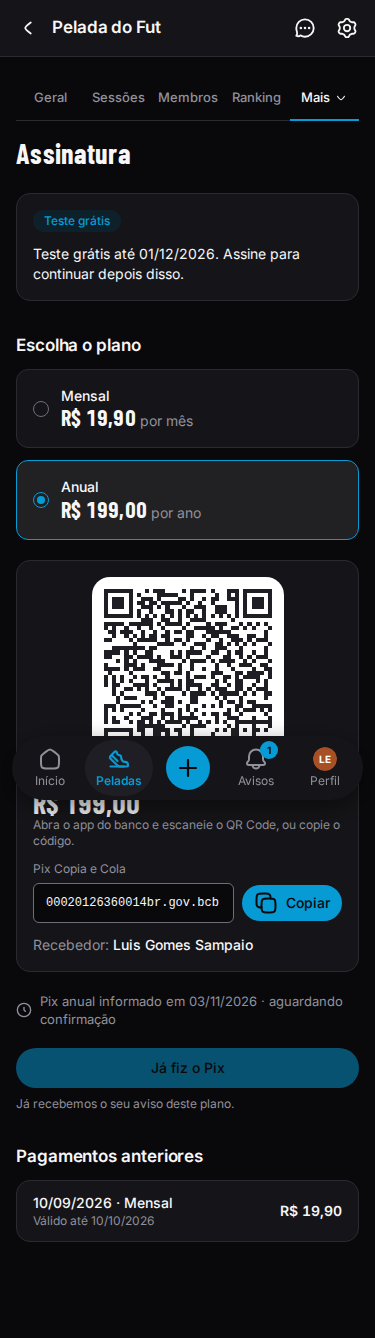 Pelada do Fut
Geral Sessões Membros Ranking Mais
Assinatura
Teste grátis
Teste grátis até 01/12/2026. Assine para
continuar depois disso.
Escolha o plano
Mensal
R$ 19,90 por mês
Anual
R$ 199,00 por ano
1
LE
Início Peladas Avisos Perfil
R$ 199,00
Abra o app do banco e escaneie o QR Code, ou copie o
código.
Pix Copia e Cola
00020126360014br.gov.bcb
Copiar
Recebedor: Luis Gomes Sampaio
Pix anual informado em 03/11/2026 · aguardando
confirmação
Já fiz o Pix
Já recebemos o seu aviso deste plano.
Pagamentos anteriores
10/09/2026 · Mensal
R$ 19,90
Válido até 10/10/2026